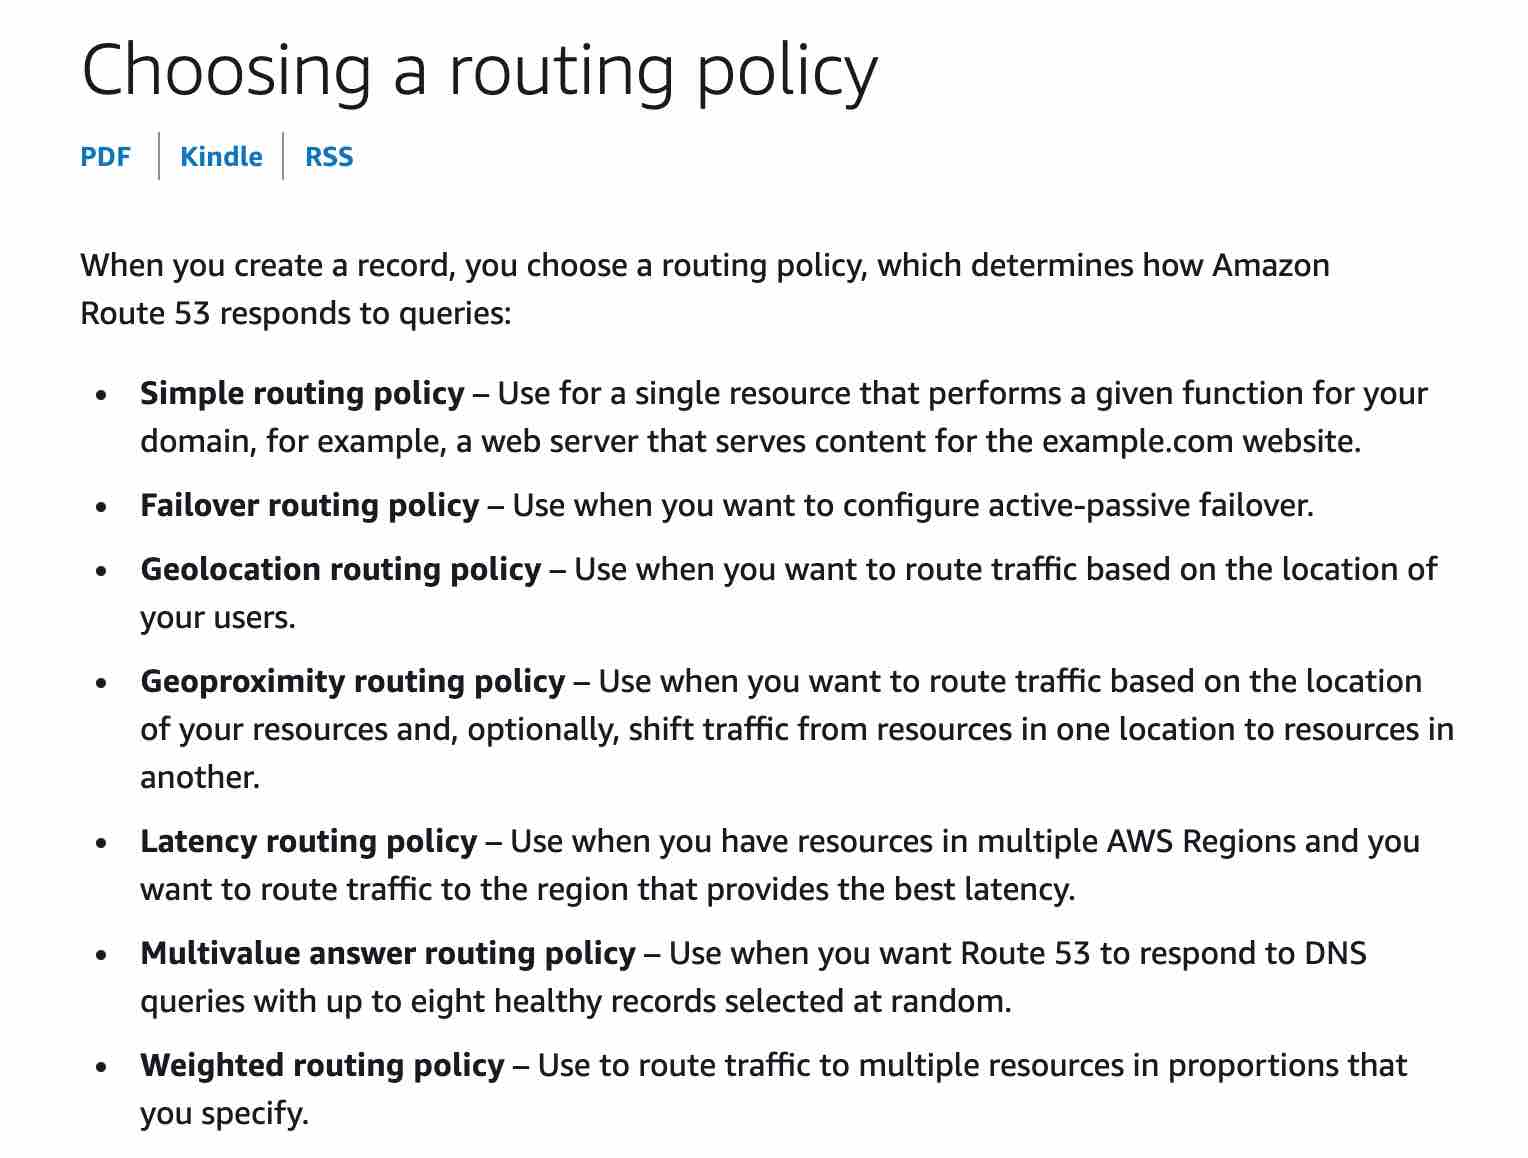 Choosing a routing policy
PDF | Kindle | RSS
When you create a record, you choose a routing policy, which determines how Amazon
Route 53 responds to queries:
• Simple routing policy – Use for a single resource that performs a given function for your
domain, for example, a web server that serves content for the example.com website.
• Failover routing policy – Use when you want to configure active-passive failover.
• Geolocation routing policy – Use when you want to route traffic based on the location of
your users.
• Geoproximity routing policy – Use when you want to route traffic based on the location
of your resources and, optionally, shift traffic from resources in one location to resources in
another.
• Latency routing policy – Use when you have resources in multiple AWS Regions and you
want to route traffic to the region that provides the best latency.
• Multivalue answer routing policy – Use when you want Route 53 to respond to DNS
queries with up to eight healthy records selected at random.
• Weighted routing policy – Use to route traffic to multiple resources in proportions that
you specify.